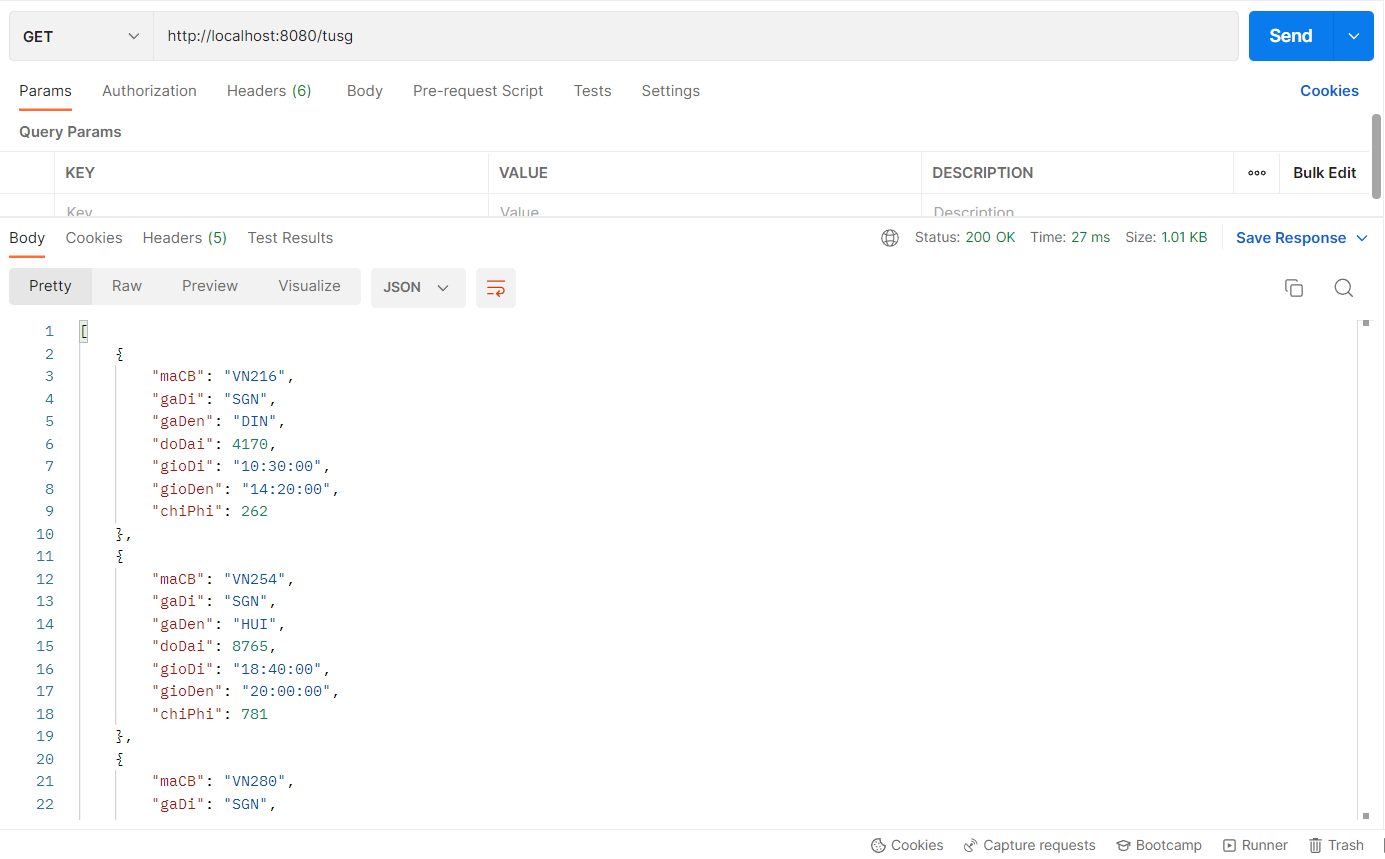 GET http://localhost:8080/tusg Send
Params Authorization Headers (6) Body Pre-request Script Tests Settings Cookies
Query Params
KEY VALUE DESCRIPTION Bulk Edit
Key Value Description
Body Cookies Headers (5) Test Results Status: 200 OK Time: 27 ms Size: 1.01 KB Save Response
Pretty Raw Preview Visualize JSON
1 [
2 {
3 "maCB": "VN216",
4 "gaDi": "SGN",
5 "gaDen": "DIN",
6 "doDai": 4170,
7 "gioDi": "10:30:00",
8 "gioDen": "14:20:00",
9 "chiPhi": 262
10 },
11 {
12 "maCB": "VN254",
13 "gaDi": "SGN",
14 "gaDen": "HUI",
15 "doDai": 8765,
16 "gioDi": "18:40:00",
17 "gioDen": "20:00:00",
18 "chiPhi": 781
19 },
20 {
21 "maCB": "VN280",
22 "gaDi": "SGN",
Cookies Capture requests Bootcamp Runner Trash